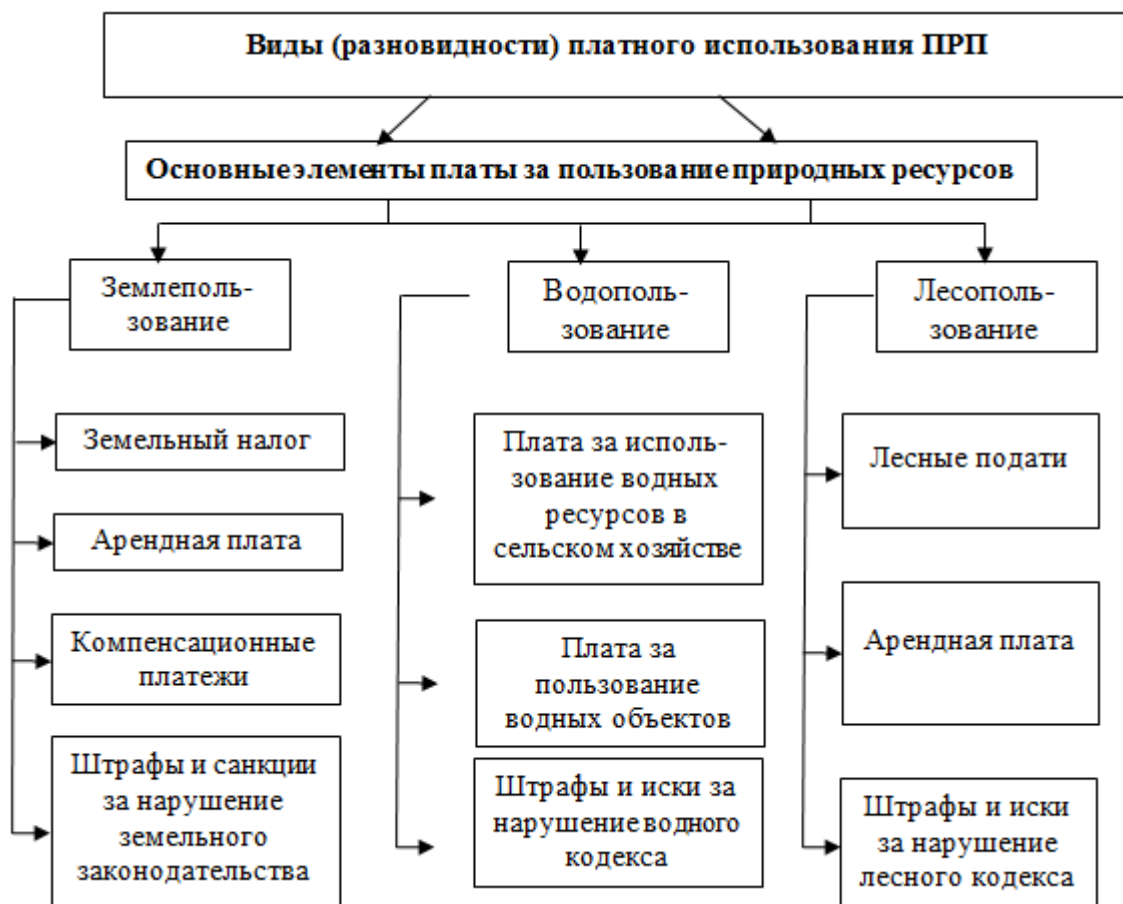 Виды (разновидности) платного использования ПРП
Основные элементы платы за пользование природных ресурсов
Землеполь-
зование
Земельный налог
Арендная плата
Компенсационные
платежи
Штрафы и санкции
за нарушение
земельного
законодательства
Водополь-
зование
Плата за исполь-
зование водных
ресурсов в
сельском хозяйстве
Плата за
пользование
водных объектов
Штрафы и иски за
нарушение водного
кодекса
Лесополь-
зование
Лесные подати
Арендная плата
Штрафы и иски
за нарушение
лесного кодекса